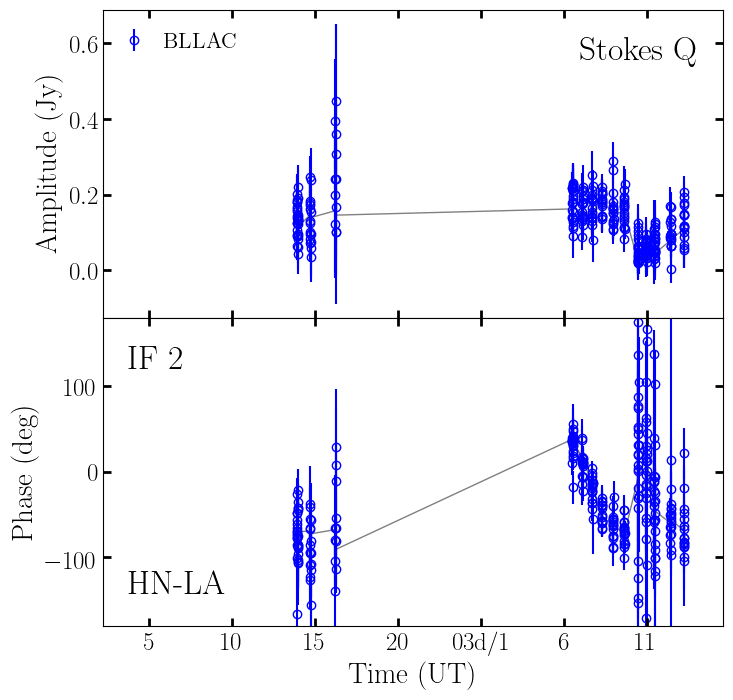 BLLAC
Stokes Q
Amplitude (Jy)
0.6
0.4
0.2
0.0
IF 2
Phase (deg)
100
0
−100
HN-LA
5 10 15 20 03d/1 6 11
Time (UT)